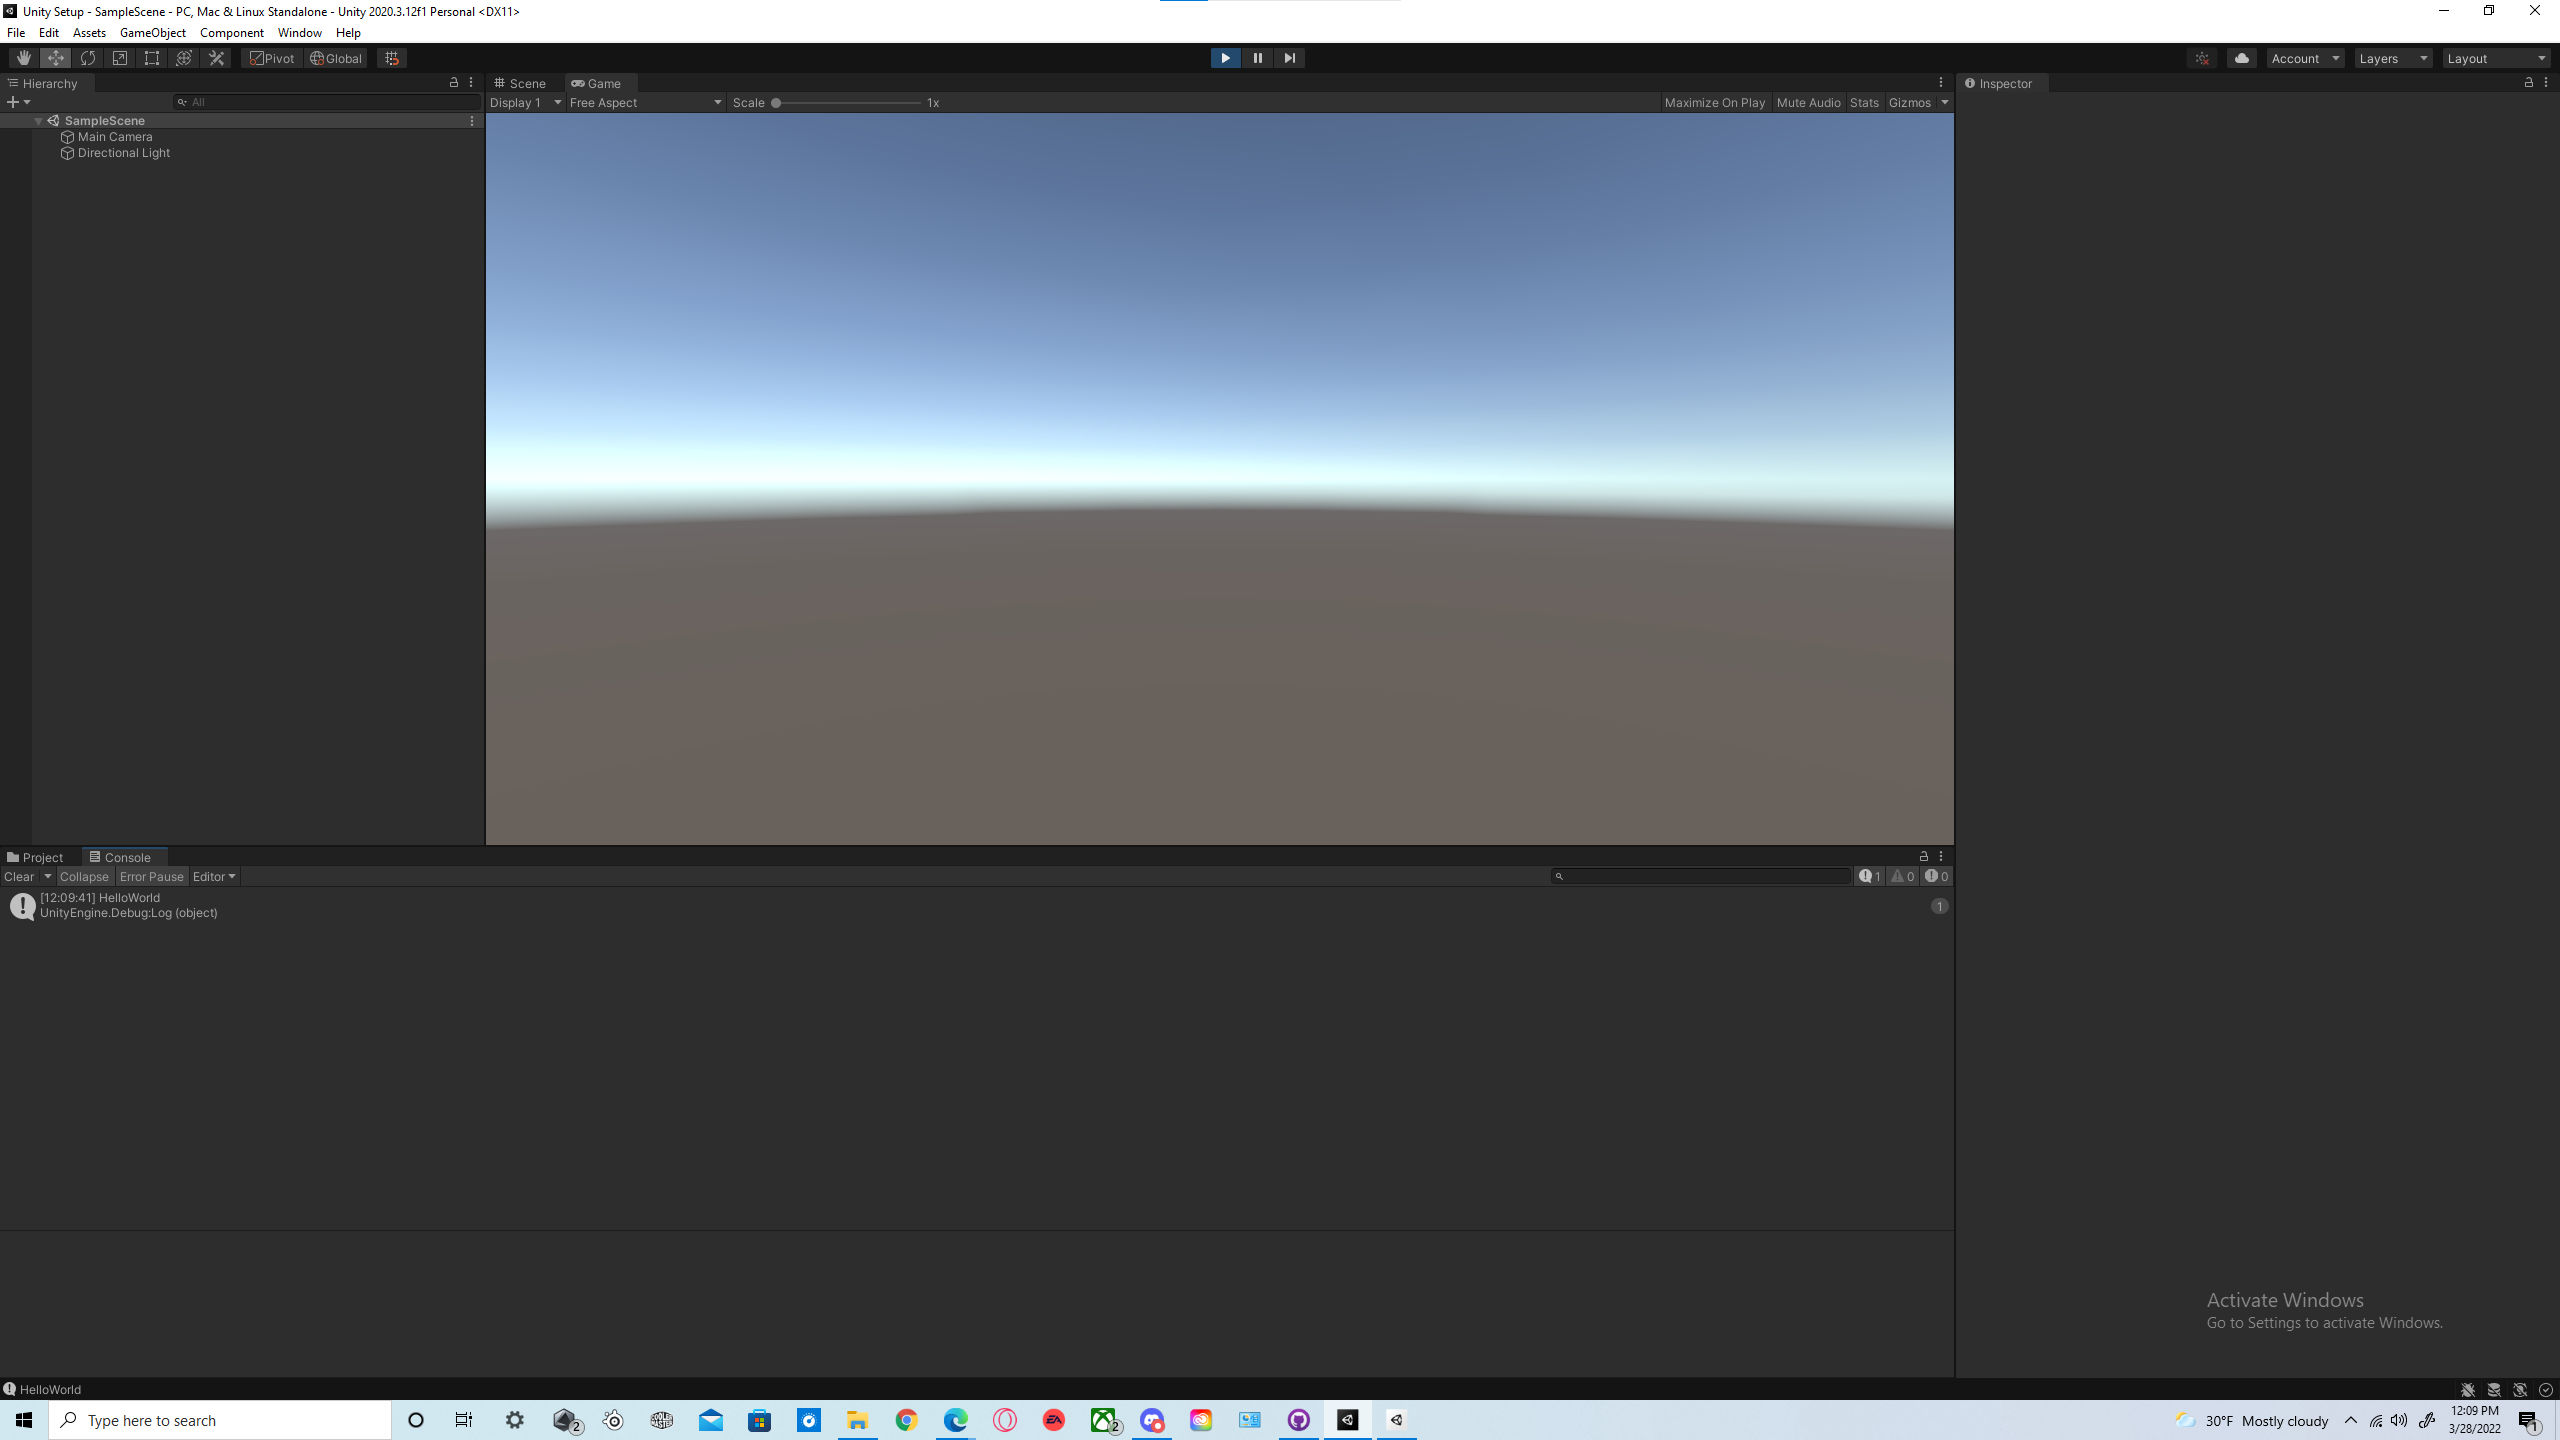 Unity Setup - SampleScene - PC, Mac & Linux Standalone - Unity 2020.3.12f1 Personal <DX11>
File Edit Assets GameObject Component Window Help
Pivot Global Account Layers Layout
Hierarchy
All
SampleScene
Main Camera
Directional Light
Scene Game
Display 1 Free Aspect Scale 1x Maximize On Play Mute Audio Stats Gizmos
Inspector
Project Console
Clear Collapse Error Pause Editor 1 0 0
[12:09:41] HelloWorld
UnityEngine.Debug:Log (object)
1
Activate Windows
Go to Settings to activate Windows.
HelloWorld
Type here to search
2
COOLER MASTER
EA
2
30°F Mostly cloudy
12:09 PM
3/28/2022
1